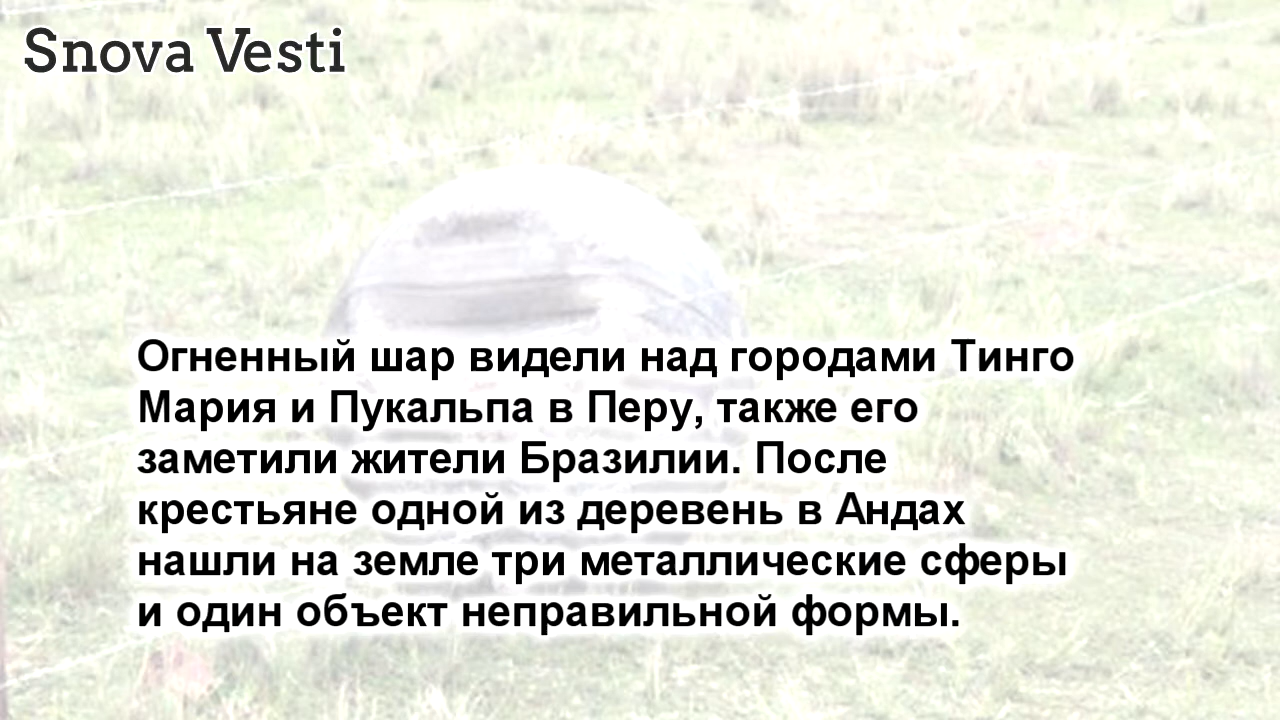 Snova Vesti
Огненный шар видели над городами Тинго
Мария и Пукальпа в Перу, также его
заметили жители Бразилии. После
крестьяне одной из деревень в Андах
нашли на земле три металлические сферы
и один объект неправильной формы.